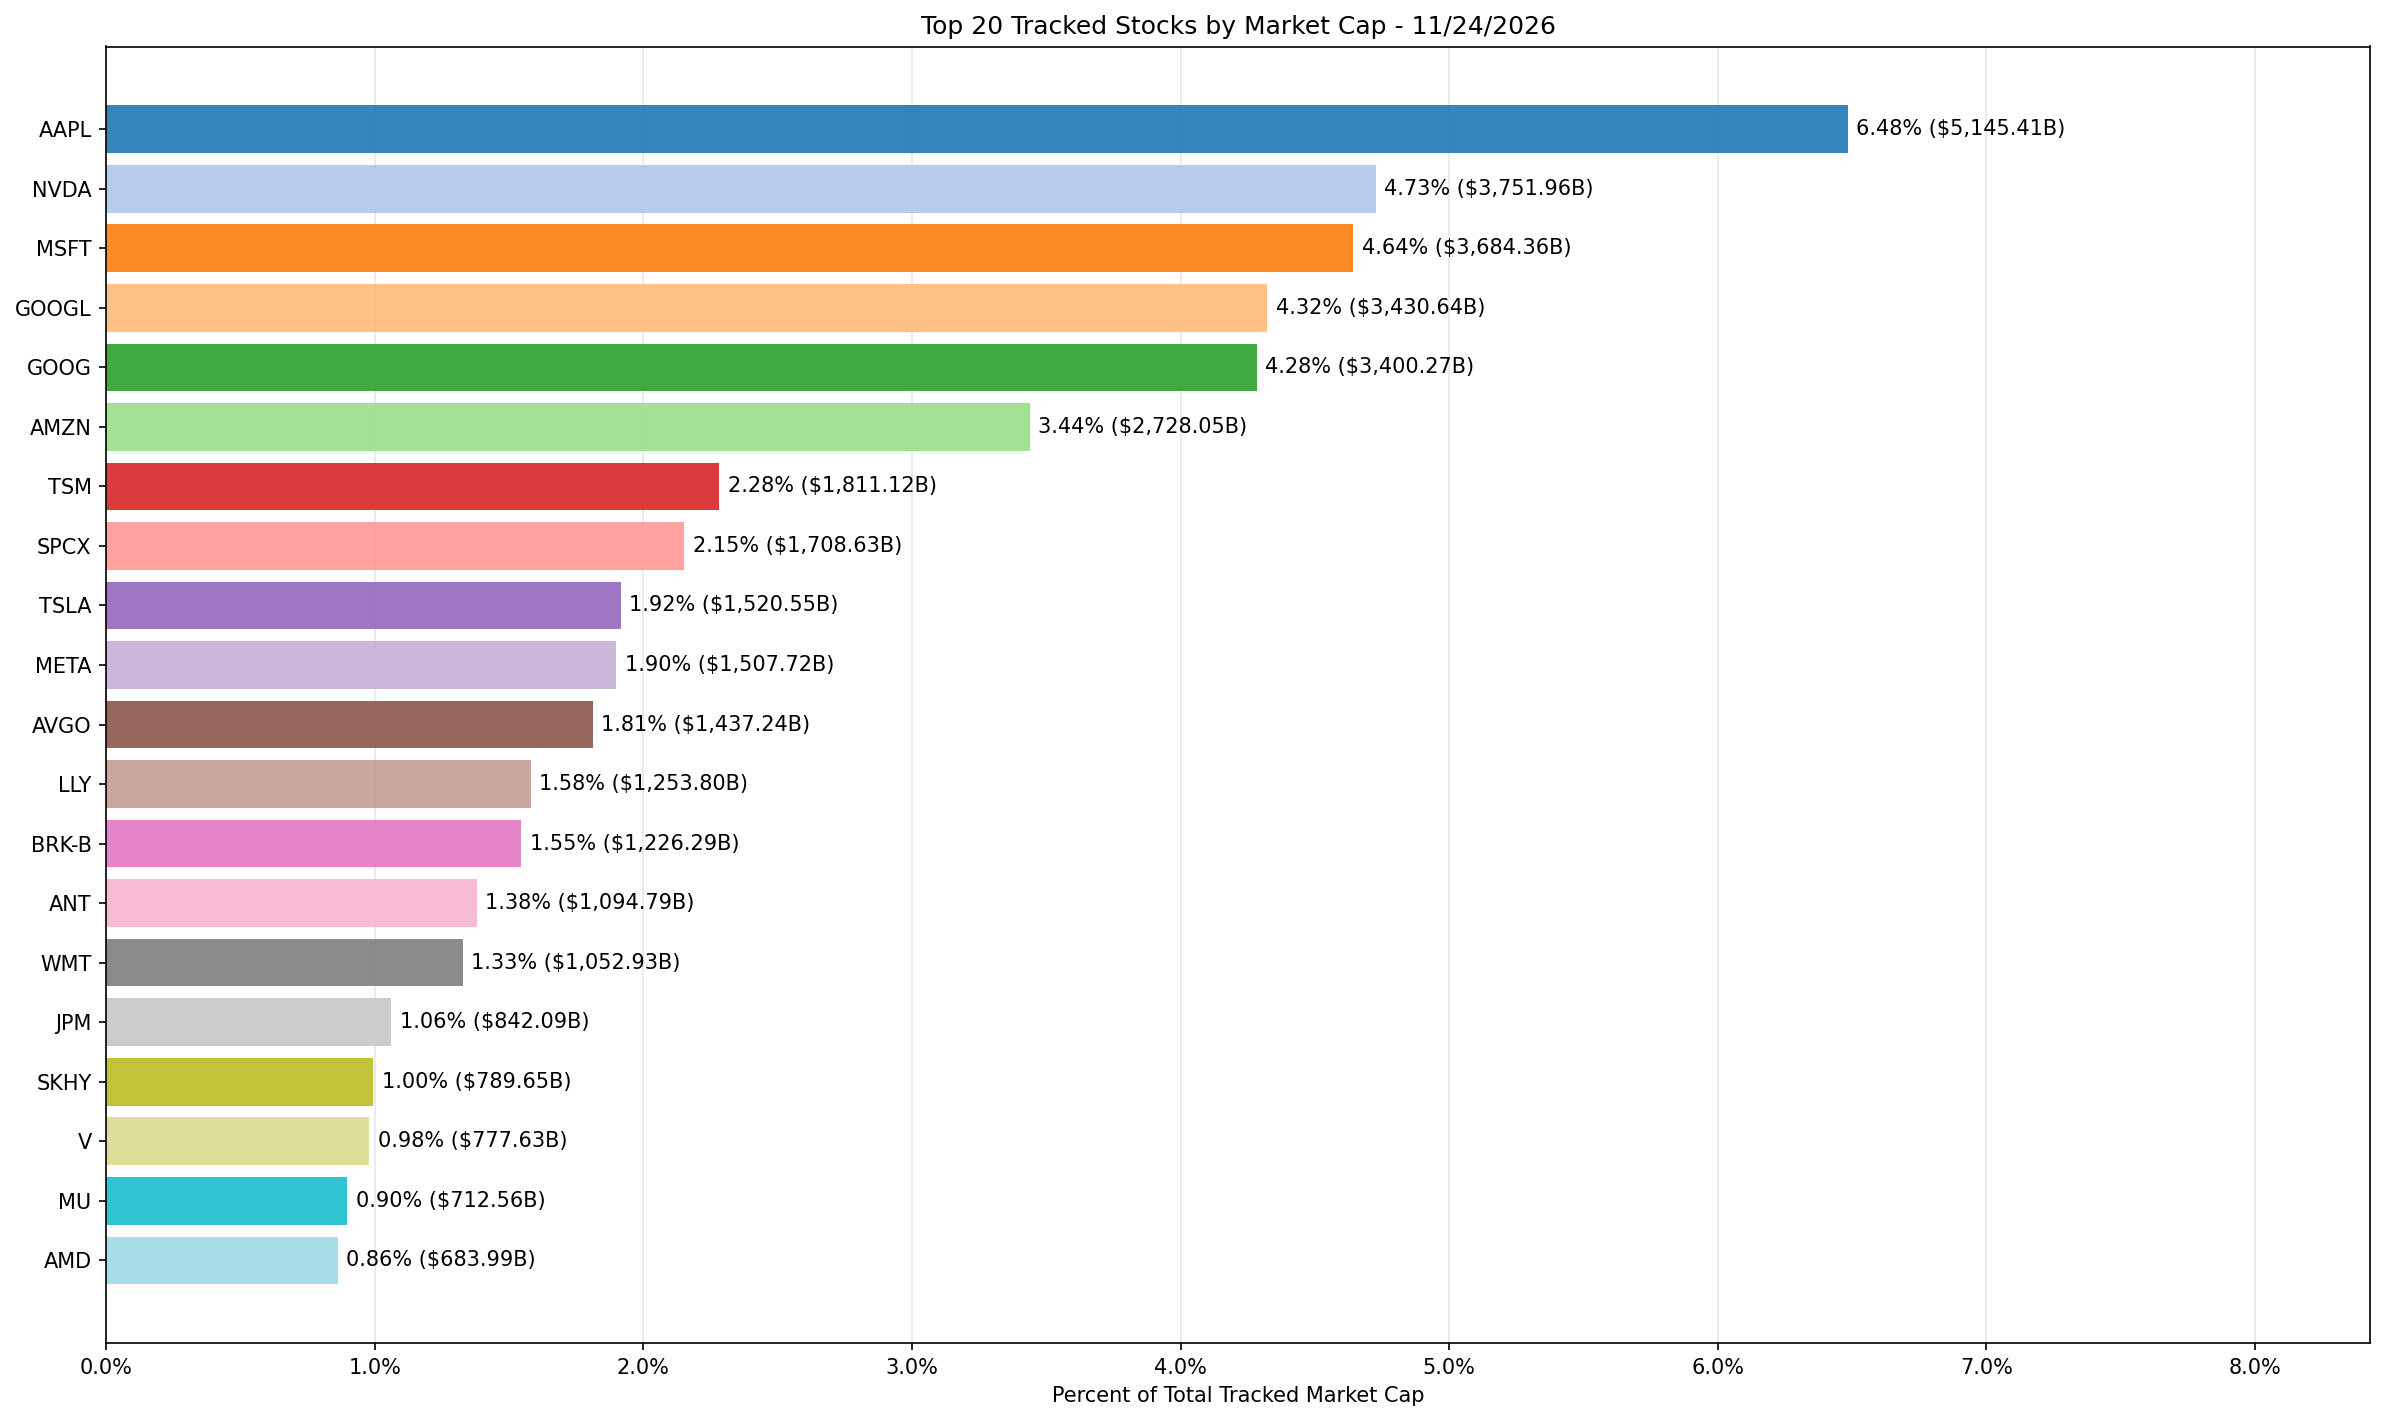 Top 20 Tracked Stocks by Market Cap - 11/24/2026
AAPL 6.48% ($5,145.41B)
NVDA 4.73% ($3,751.96B)
MSFT 4.64% ($3,684.36B)
GOOGL 4.32% ($3,430.64B)
GOOG 4.28% ($3,400.27B)
AMZN 3.44% ($2,728.05B)
TSM 2.28% ($1,811.12B)
SPCX 2.15% ($1,708.63B)
TSLA 1.92% ($1,520.55B)
META 1.90% ($1,507.72B)
AVGO 1.81% ($1,437.24B)
LLY 1.58% ($1,253.80B)
BRK-B 1.55% ($1,226.29B)
ANT 1.38% ($1,094.79B)
WMT 1.33% ($1,052.93B)
JPM 1.06% ($842.09B)
SKHY 1.00% ($789.65B)
V 0.98% ($777.63B)
MU 0.90% ($712.56B)
AMD 0.86% ($683.99B)
0.0% 1.0% 2.0% 3.0% 4.0% 5.0% 6.0% 7.0% 8.0%
Percent of Total Tracked Market Cap